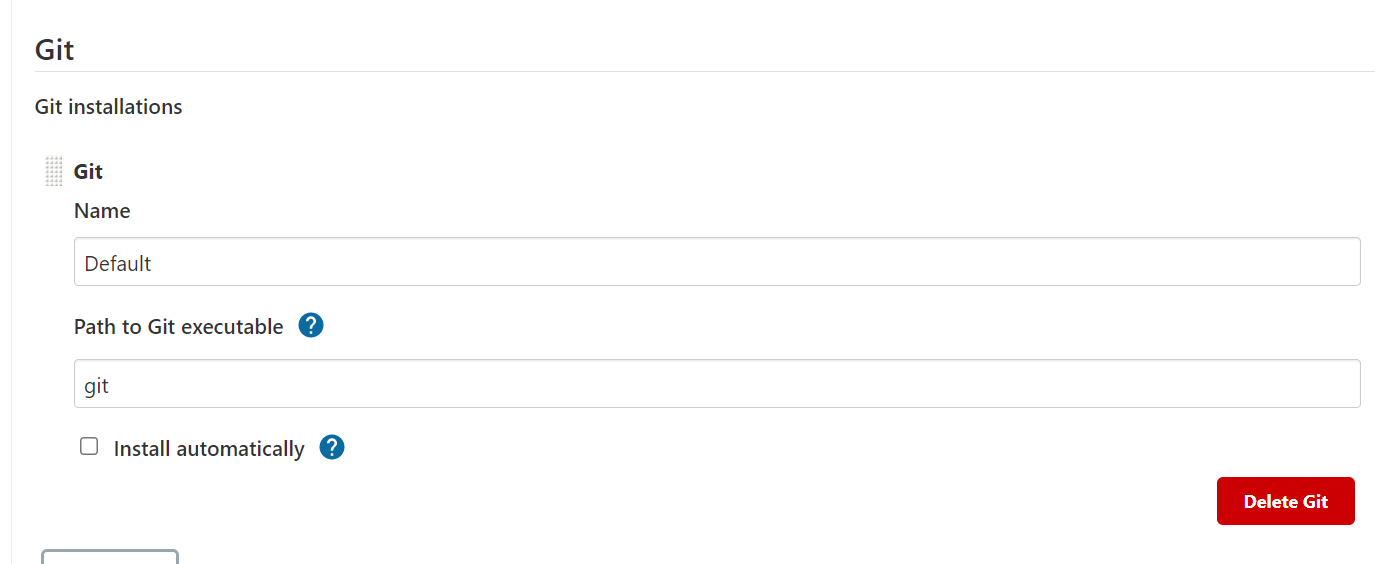 Git
Git installations
Git
Name
Default
Path to Git executable ?
git
Install automatically ?
Delete Git